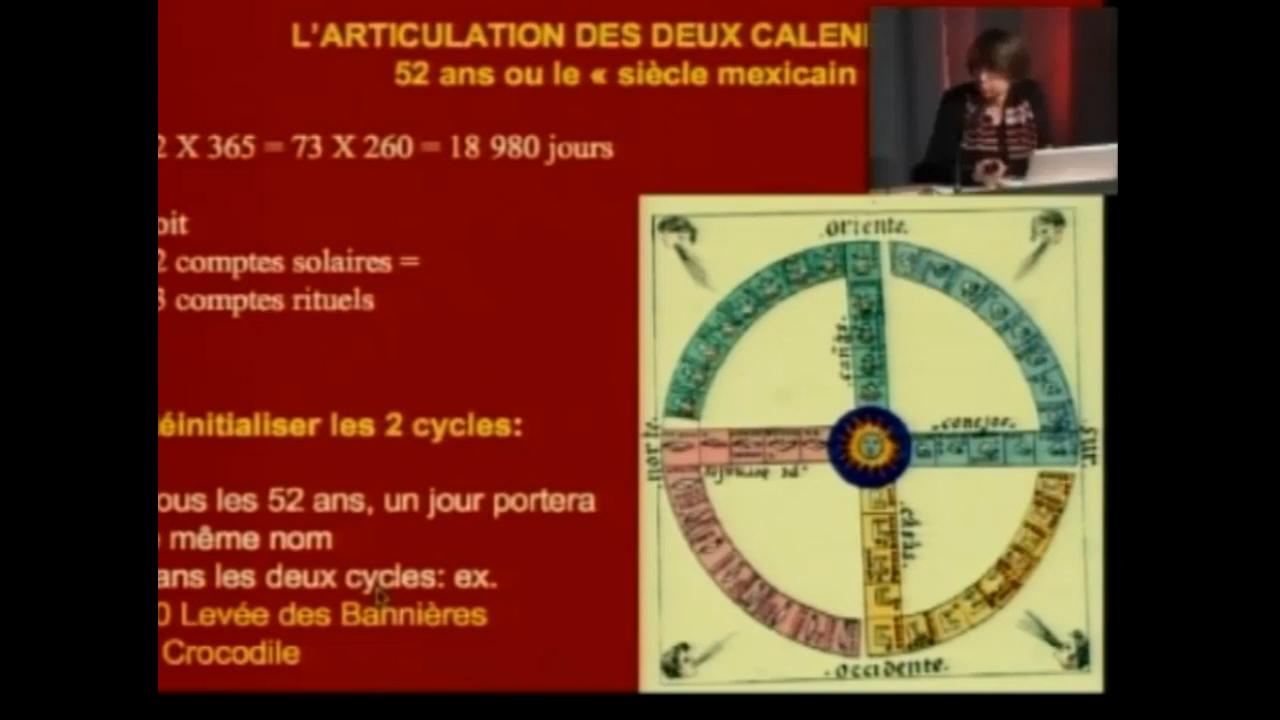 L'ARTICULATION DES DEUX CALEN
52 ans ou le « siècle mexicain
2 X 365 = 73 X 260 = 18 980 jours
oit
2 comptes solaires =
3 comptes rituels
éinitialiser les 2 cycles:
ous les 52 ans, un jour portera
même nom
ans les deux cycles: ex.
0 Levée des Bannières
Crocodile
.oriente.
.cañas.
norte.
.conejos.
.sur.
.occidente.